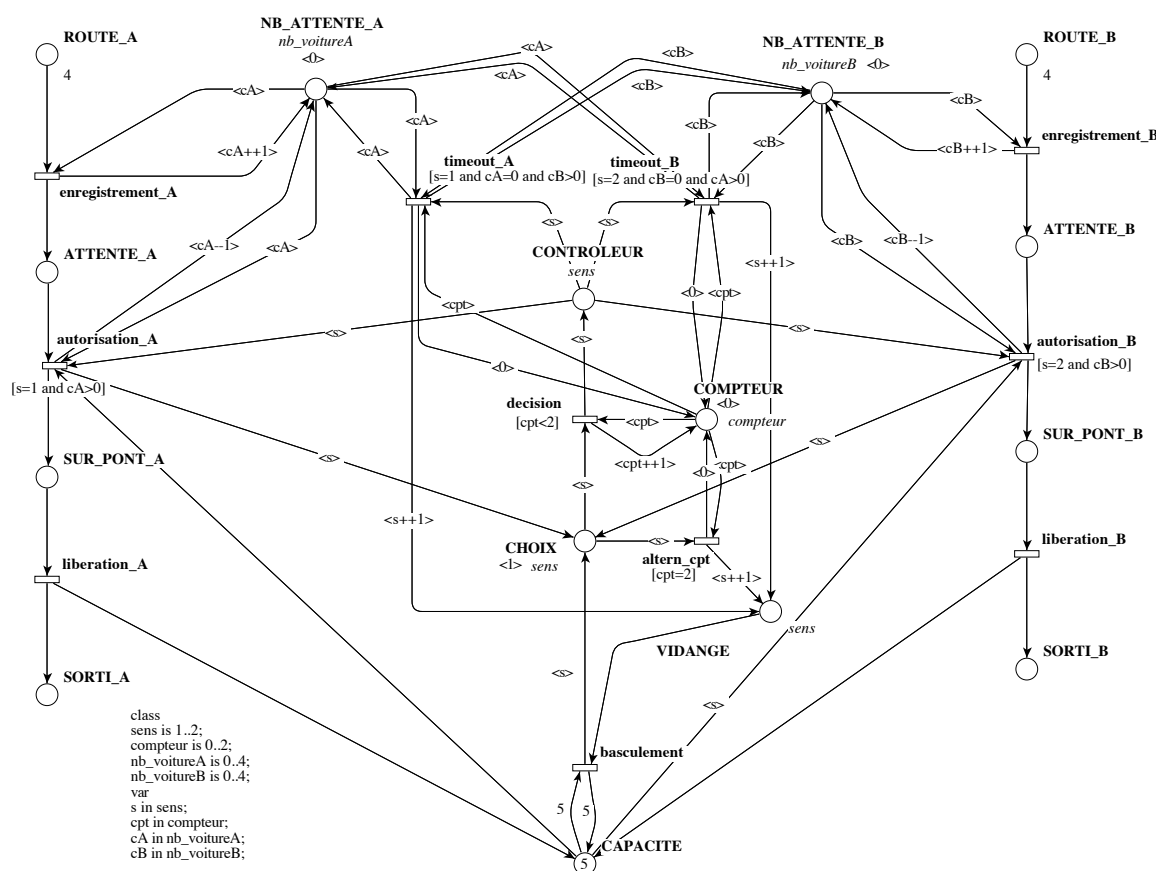 NB_ATTENTE_A
nb_voitureA
<0>
ROUTE_A
4
NB_ATTENTE_B
nb_voitureB <0>
ROUTE_B
4
<cA>
<cA>
<cB>
<cB>
<cA>
<cB>
<cA>
<cB>
<cA++1>
<cA>
<cB>
<cB++1>
enregistrement_A
timeout_A
[s=1 and cA=0 and cB>0]
timeout_B
[s=2 and cB=0 and cA>0]
enregistrement_B
<s>
<s>
ATTENTE_A
<cA--1>
<cA>
CONTROLEUR
sens
<s++1>
<cB>
<cB--1>
ATTENTE_B
<cpt>
<0>
<cpt>
autorisation_A
[s=1 and cA>0]
<s>
<s>
<s>
autorisation_B
[s=2 and cB>0]
<0>
decision
[cpt<2]
<cpt>
<cpt++1>
COMPTEUR
<0>
compteur
SUR_PONT_A
<s>
<s>
<0>
<cpt>
<s>
SUR_PONT_B
<s++1>
CHOIX
<1> sens
<s>
altern_cpt
[cpt=2]
<s++1>
liberation_A
liberation_B
sens
VIDANGE
<s>
<s>
SORTI_A
SORTI_B
class
sens is 1..2;
compteur is 0..2;
nb_voitureA is 0..4;
nb_voitureB is 0..4;
var
s in sens;
cpt in compteur;
cA in nb_voitureA;
cB in nb_voitureB;
basculement
5
5
CAPACITE
5